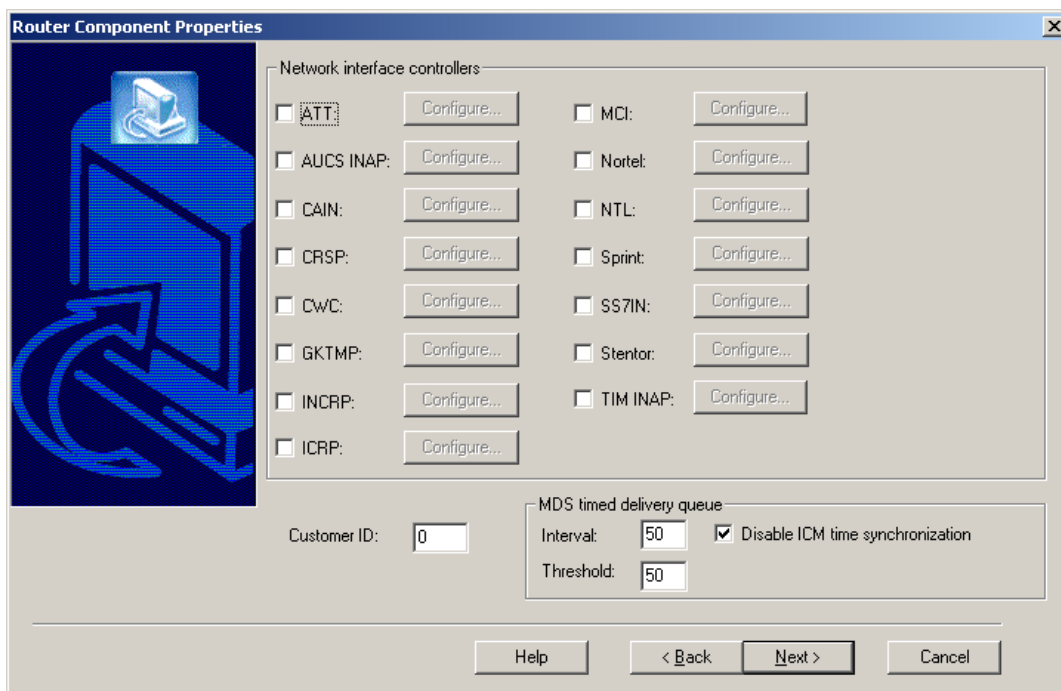 Router Component Properties
Network interface controllers
ATT:
Configure...
MCI:
Configure...
AUCS INAP:
Configure...
Nortel:
Configure...
CAIN:
Configure...
NTL:
Configure...
CRSP:
Configure...
Sprint:
Configure...
CWC:
Configure...
SS7IN:
Configure...
GKTMP:
Configure...
Stentor:
Configure...
INCRP:
Configure...
TIM INAP:
Configure...
ICRP:
Configure...
Customer ID:
0
MDS timed delivery queue
Interval:
50
Disable ICM time synchronization
Threshold:
50
Help
< Back
Next >
Cancel